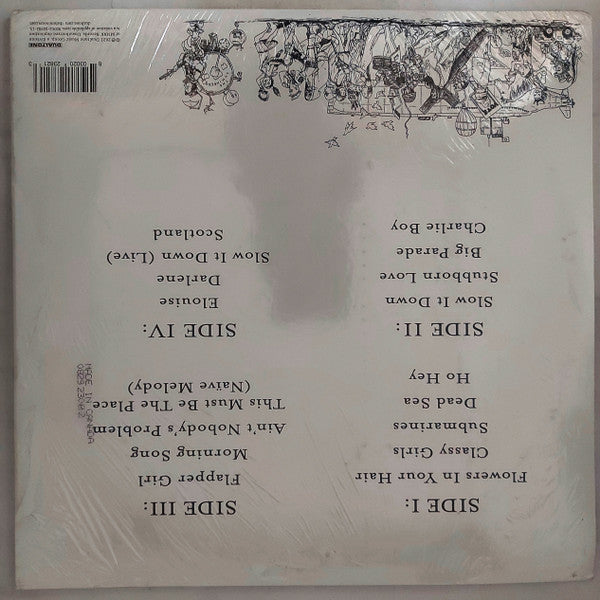 SIDE I:
Flowers In Your Hair
Classy Girls
Submarines
Dead Sea
Ho Hey
SIDE II:
Slow It Down
Stubborn Love
Big Parade
Charlie Boy
SIDE III:
Flapper Girl
Morning Song
Ain't Nobody's Problem
This Must Be The Place
(Naïve Melody)
SIDE IV:
Elouise
Darlene
Slow It Down (Live)
Scotland
MADE IN CANADA
DUALTONE